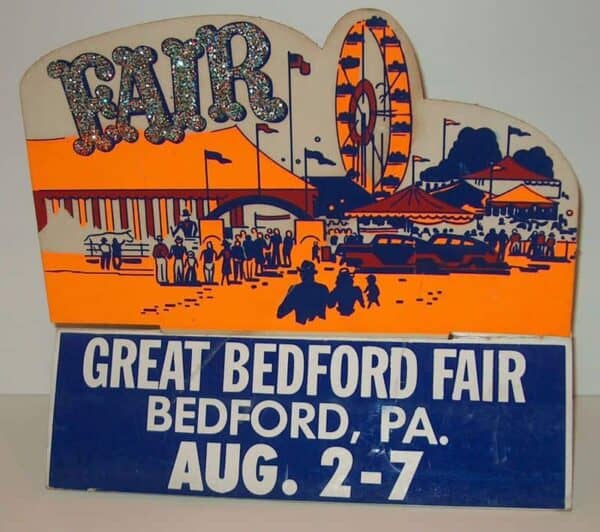 FAIR
GREAT BEDFORD FAIR
BEDFORD, PA.
AUG. 2-7